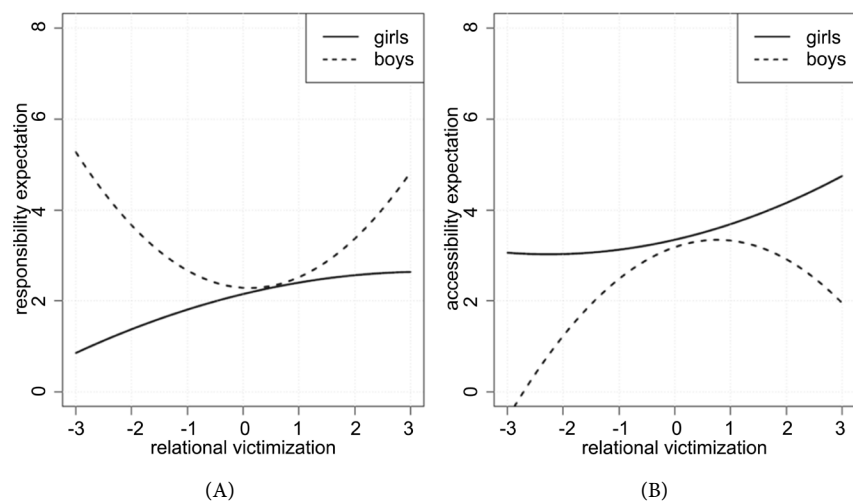 girls
boys
responsibility expectation
8
6
4
2
0
-3 -2 -1 0 1 2 3
relational victimization
(A)
girls
boys
accessibility expectation
8
6
4
2
0
-3 -2 -1 0 1 2 3
relational victimization
(B)